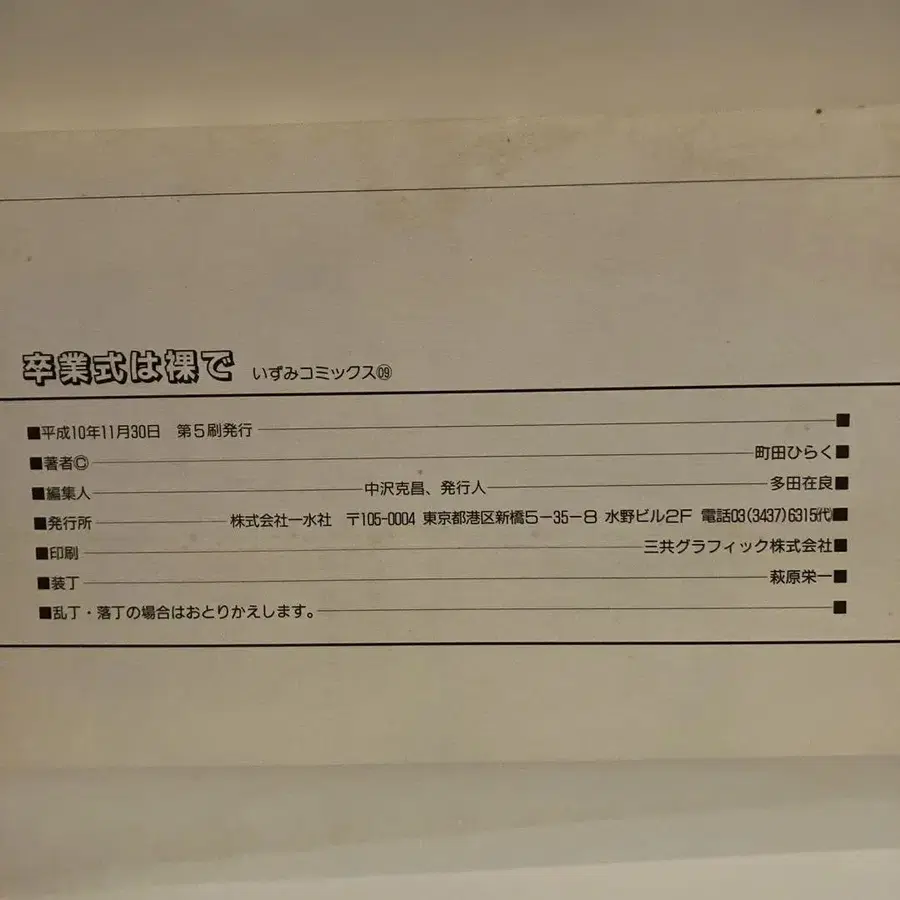 卒業式は裸で いずみコミックス㊈
■平成10年11月30日 第5刷発行 ■
■著者© 町田ひらく■
■編集人 中沢克昌、発行人 多田在良■
■発行所 株式会社一水社 〒105-0004 東京都港区新橋5-35-8 水野ビル2F 電話03(3437)6315代■
■印刷 三共グラフィック株式会社■
■装丁 萩原栄一■
■乱丁・落丁の場合はおとりかえします。 ■